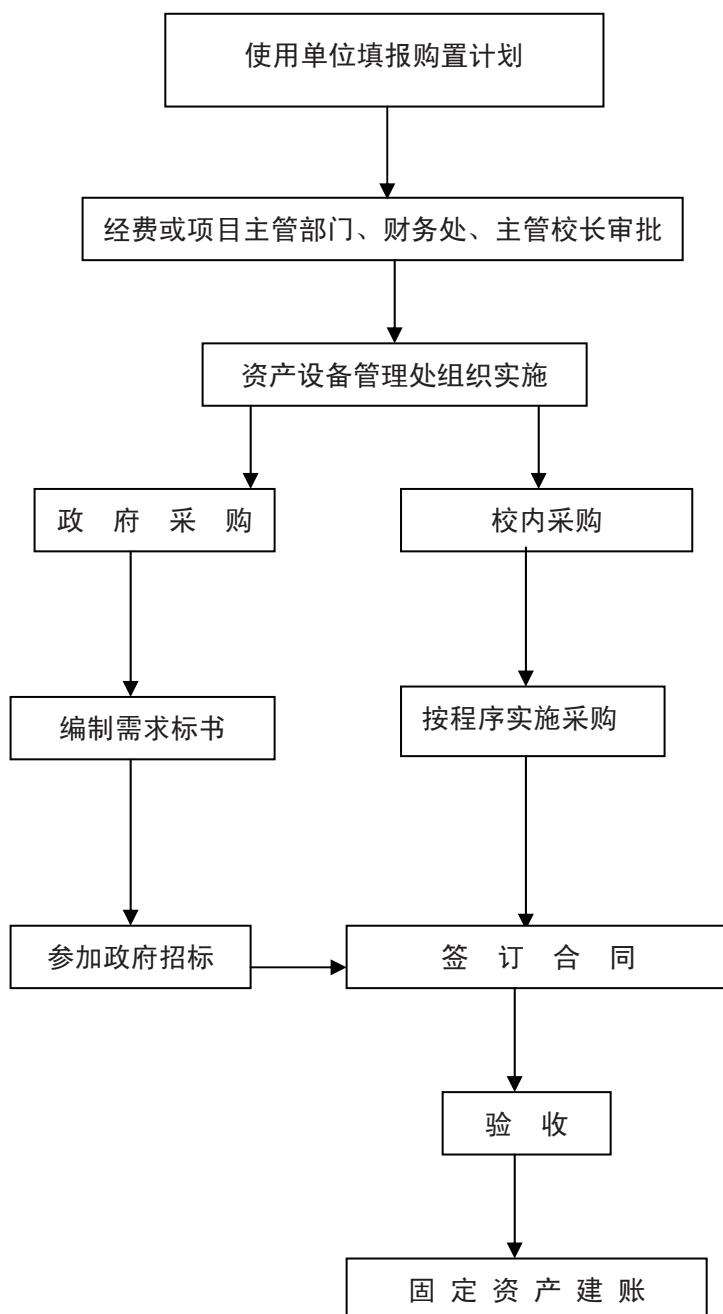 使用单位填报购置计划
经费或项目主管部门、财务处、主管校长审批
资产设备管理处组织实施
政 府 采 购
校内采购
编制需求标书
按程序实施采购
参加政府招标
签 订 合 同
验 收
固 定 资 产 建 账